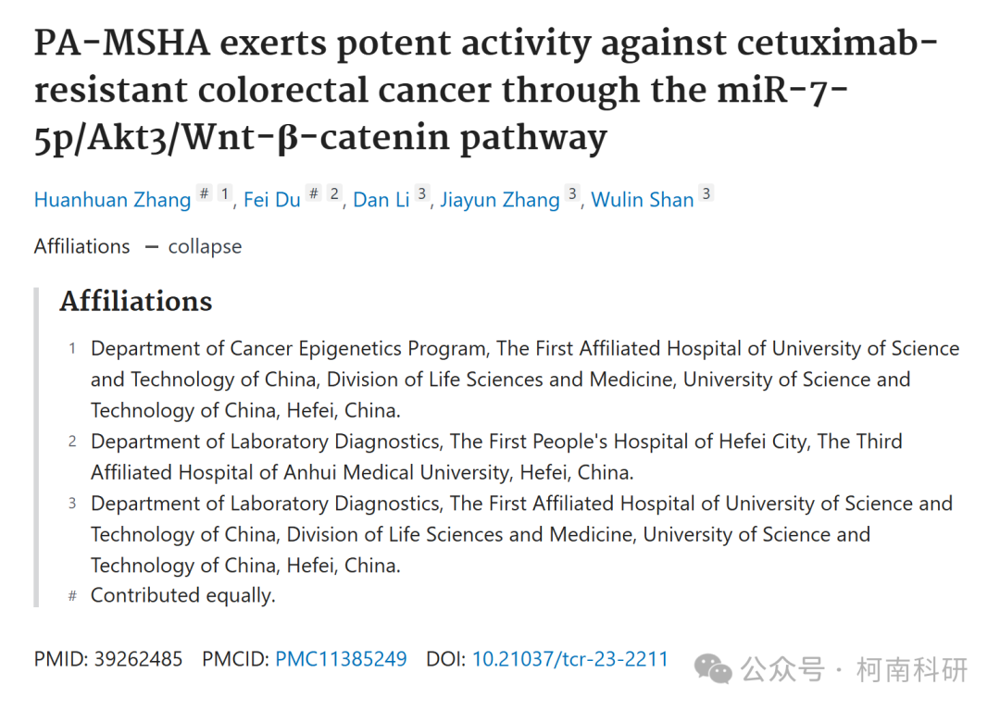 PA-MSHA exerts potent activity against cetuximab-
resistant colorectal cancer through the miR-7-
5p/Akt3/Wnt-β-catenin pathway
Huanhuan Zhang # 1, Fei Du # 2, Dan Li 3, Jiayun Zhang 3, Wulin Shan 3
Affiliations — collapse
Affiliations
1 Department of Cancer Epigenetics Program, The First Affiliated Hospital of University of Science
and Technology of China, Division of Life Sciences and Medicine, University of Science and
Technology of China, Hefei, China.
2 Department of Laboratory Diagnostics, The First People's Hospital of Hefei City, The Third
Affiliated Hospital of Anhui Medical University, Hefei, China.
3 Department of Laboratory Diagnostics, The First Affiliated Hospital of University of Science and
Technology of China, Division of Life Sciences and Medicine, University of Science and
Technology of China, Hefei, China.
# Contributed equally.
PMID: 39262485 PMCID: PMC11385249 DOI: 10.21037/tcr-23-2211
公众号 · 柯南科研